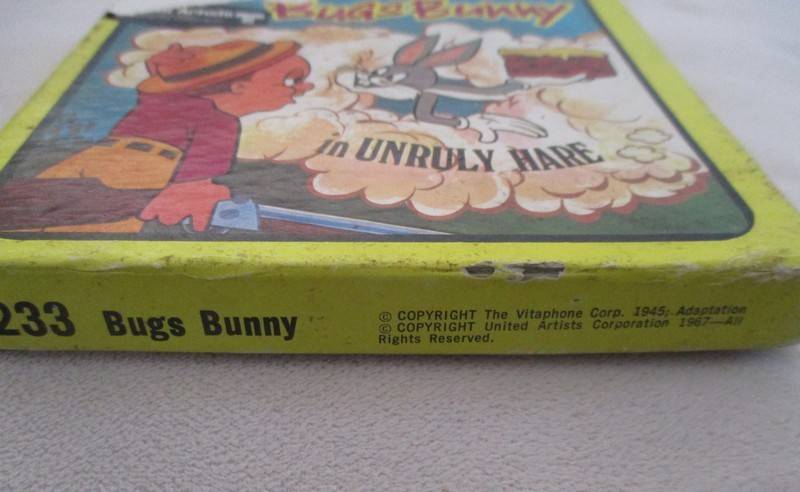 Bugs Bunny
in UNRULY HARE
233 Bugs Bunny
© COPYRIGHT The Vitaphone Corp. 1945; Adaptation
© COPYRIGHT United Artists Corporation 1967—All
Rights Reserved.